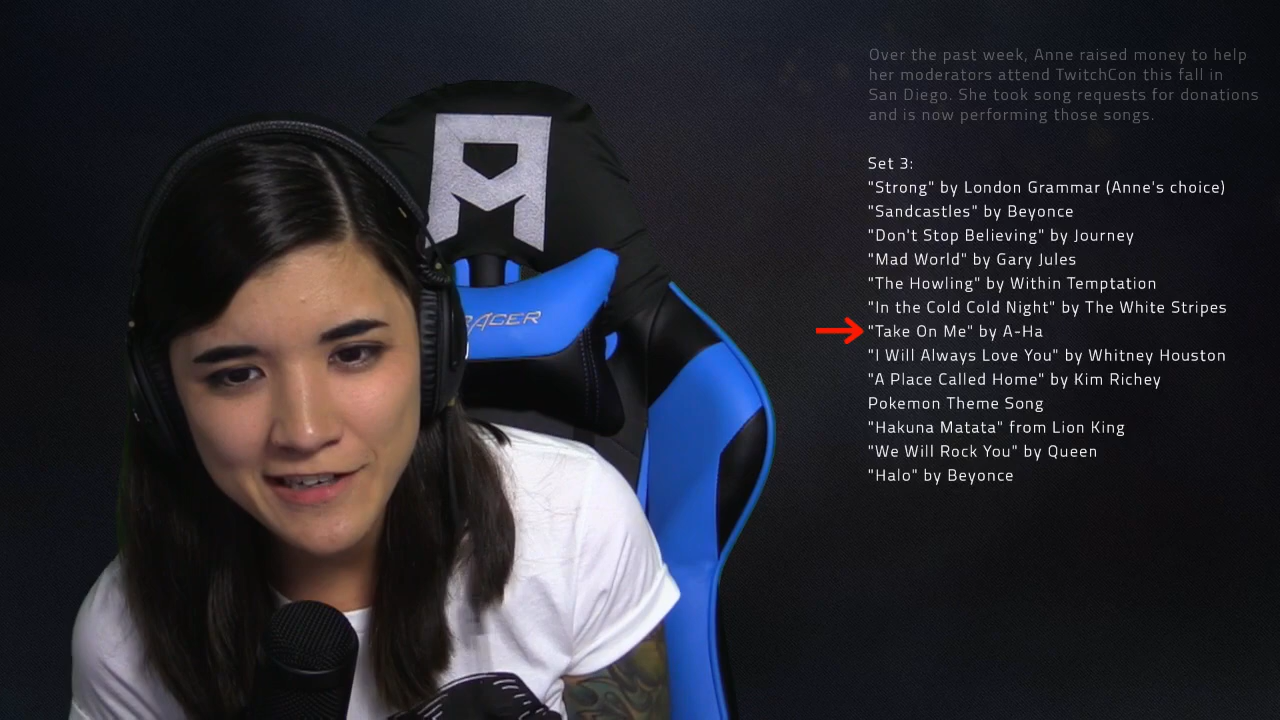 Over the past week, Anne raised money to help
her moderators attend TwitchCon this fall in
San Diego. She took song requests for donations
and is now performing those songs.
Set 3:
"Strong" by London Grammar (Anne's choice)
"Sandcastles" by Beyonce
"Don't Stop Believing" by Journey
"Mad World" by Gary Jules
"The Howling" by Within Temptation
"In the Cold Cold Night" by The White Stripes
"Take On Me" by A-Ha
"I Will Always Love You" by Whitney Houston
"A Place Called Home" by Kim Richey
Pokemon Theme Song
"Hakuna Matata" from Lion King
"We Will Rock You" by Queen
"Halo" by Beyonce